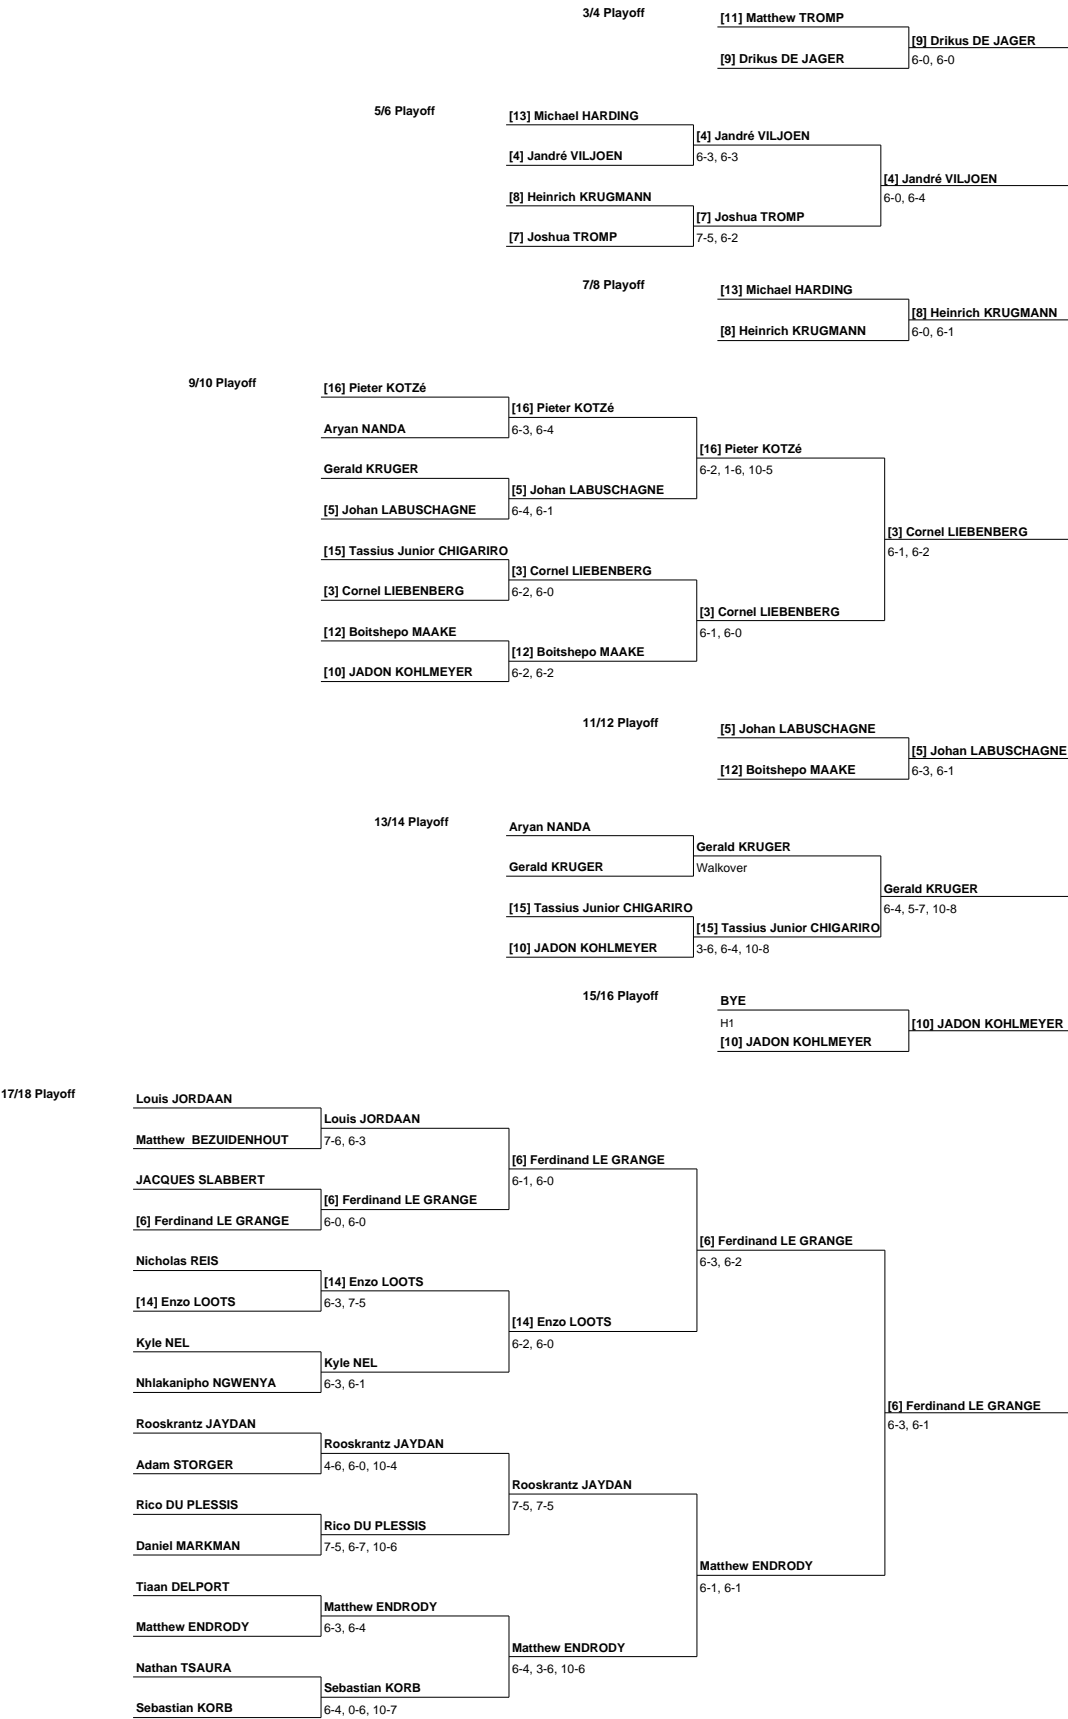 3/4 Playoff
[11] Matthew TROMP
[9] Drikus DE JAGER
[9] Drikus DE JAGER
6-0, 6-0
5/6 Playoff
[13] Michael HARDING
[4] Jandré VILJOEN
[4] Jandré VILJOEN
6-3, 6-3
[4] Jandré VILJOEN
6-0, 6-4
[8] Heinrich KRUGMANN
[7] Joshua TROMP
[7] Joshua TROMP
7-5, 6-2
7/8 Playoff
[13] Michael HARDING
[8] Heinrich KRUGMANN
[8] Heinrich KRUGMANN
6-0, 6-1
9/10 Playoff
[16] Pieter KOTZé
[16] Pieter KOTZé
Aryan NANDA
6-3, 6-4
[16] Pieter KOTZé
6-2, 1-6, 10-5
Gerald KRUGER
[5] Johan LABUSCHAGNE
[5] Johan LABUSCHAGNE
6-4, 6-1
[3] Cornel LIEBENBERG
6-1, 6-2
[15] Tassius Junior CHIGARIRO
[3] Cornel LIEBENBERG
[3] Cornel LIEBENBERG
6-2, 6-0
[3] Cornel LIEBENBERG
6-1, 6-0
[12] Boitshepo MAAKE
[12] Boitshepo MAAKE
[10] JADON KOHLMEYER
6-2, 6-2
11/12 Playoff
[5] Johan LABUSCHAGNE
[5] Johan LABUSCHAGNE
[12] Boitshepo MAAKE
6-3, 6-1
13/14 Playoff
Aryan NANDA
Gerald KRUGER
Gerald KRUGER
Walkover
Gerald KRUGER
6-4, 5-7, 10-8
[15] Tassius Junior CHIGARIRO
[15] Tassius Junior CHIGARIRO
[10] JADON KOHLMEYER
3-6, 6-4, 10-8
15/16 Playoff
BYE
H1
[10] JADON KOHLMEYER
[10] JADON KOHLMEYER
17/18 Playoff
Louis JORDAAN
Louis JORDAAN
Matthew BEZUIDENHOUT
7-6, 6-3
[6] Ferdinand LE GRANGE
6-1, 6-0
JACQUES SLABBERT
[6] Ferdinand LE GRANGE
[6] Ferdinand LE GRANGE
6-0, 6-0
[6] Ferdinand LE GRANGE
6-3, 6-2
Nicholas REIS
[14] Enzo LOOTS
[14] Enzo LOOTS
6-3, 7-5
[14] Enzo LOOTS
6-2, 6-0
Kyle NEL
Kyle NEL
Nhlakanipho NGWENYA
6-3, 6-1
[6] Ferdinand LE GRANGE
6-3, 6-1
Rooskrantz JAYDAN
Rooskrantz JAYDAN
Adam STORGER
4-6, 6-0, 10-4
Rooskrantz JAYDAN
7-5, 7-5
Rico DU PLESSIS
Rico DU PLESSIS
Daniel MARKMAN
7-5, 6-7, 10-6
Matthew ENDRODY
6-1, 6-1
Tiaan DELPORT
Matthew ENDRODY
Matthew ENDRODY
6-3, 6-4
Matthew ENDRODY
6-4, 3-6, 10-6
Nathan TSAURA
Sebastian KORB
Sebastian KORB
6-4, 0-6, 10-7